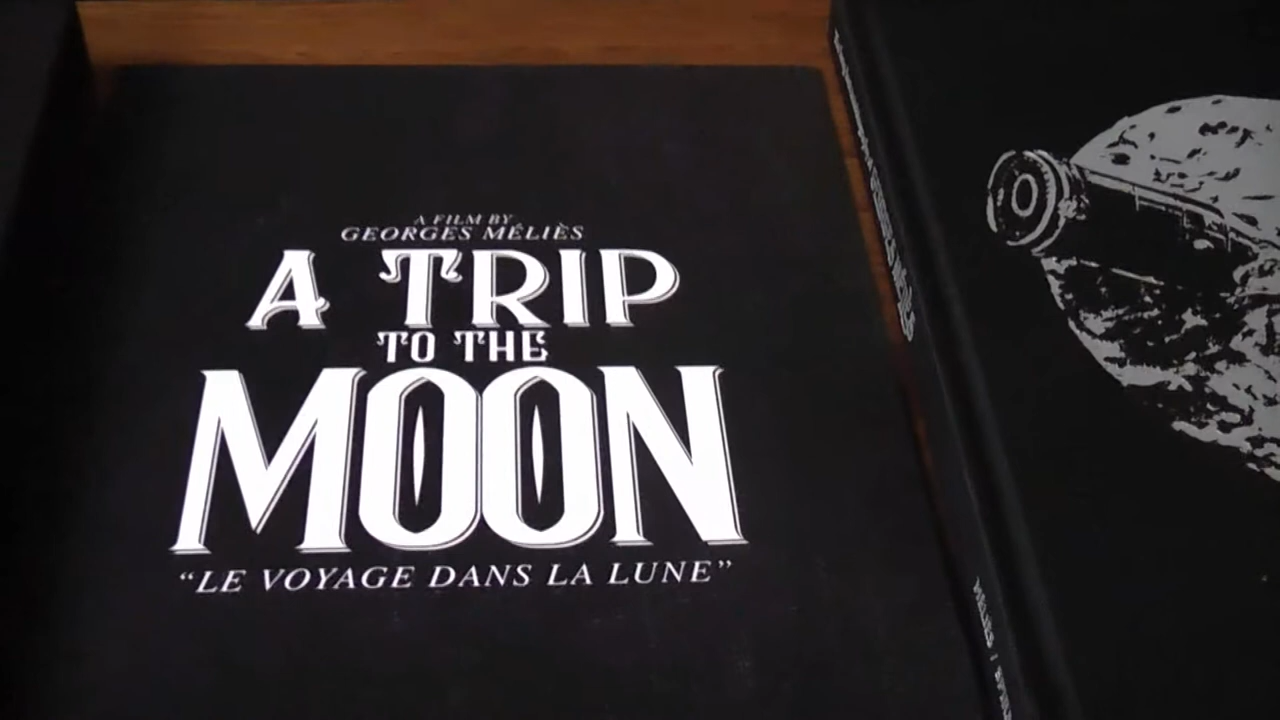 A FILM BY
GEORGES MÉLIÈS
A TRIP
TO THE
MOON
“LE VOYAGE DANS LA LUNE”